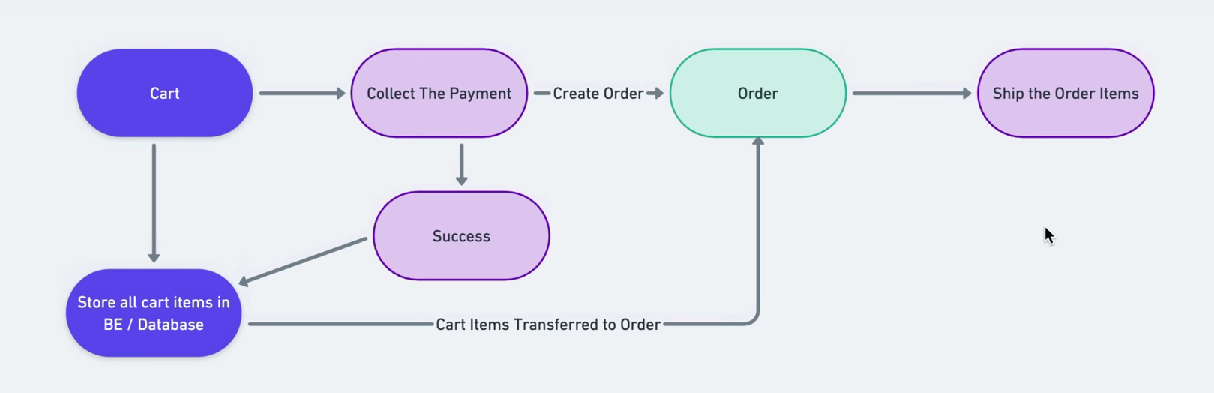 Cart
Collect The Payment
Create Order
Order
Ship the Order Items
Success
Store all cart items in
BE / Database
Cart Items Transferred to Order